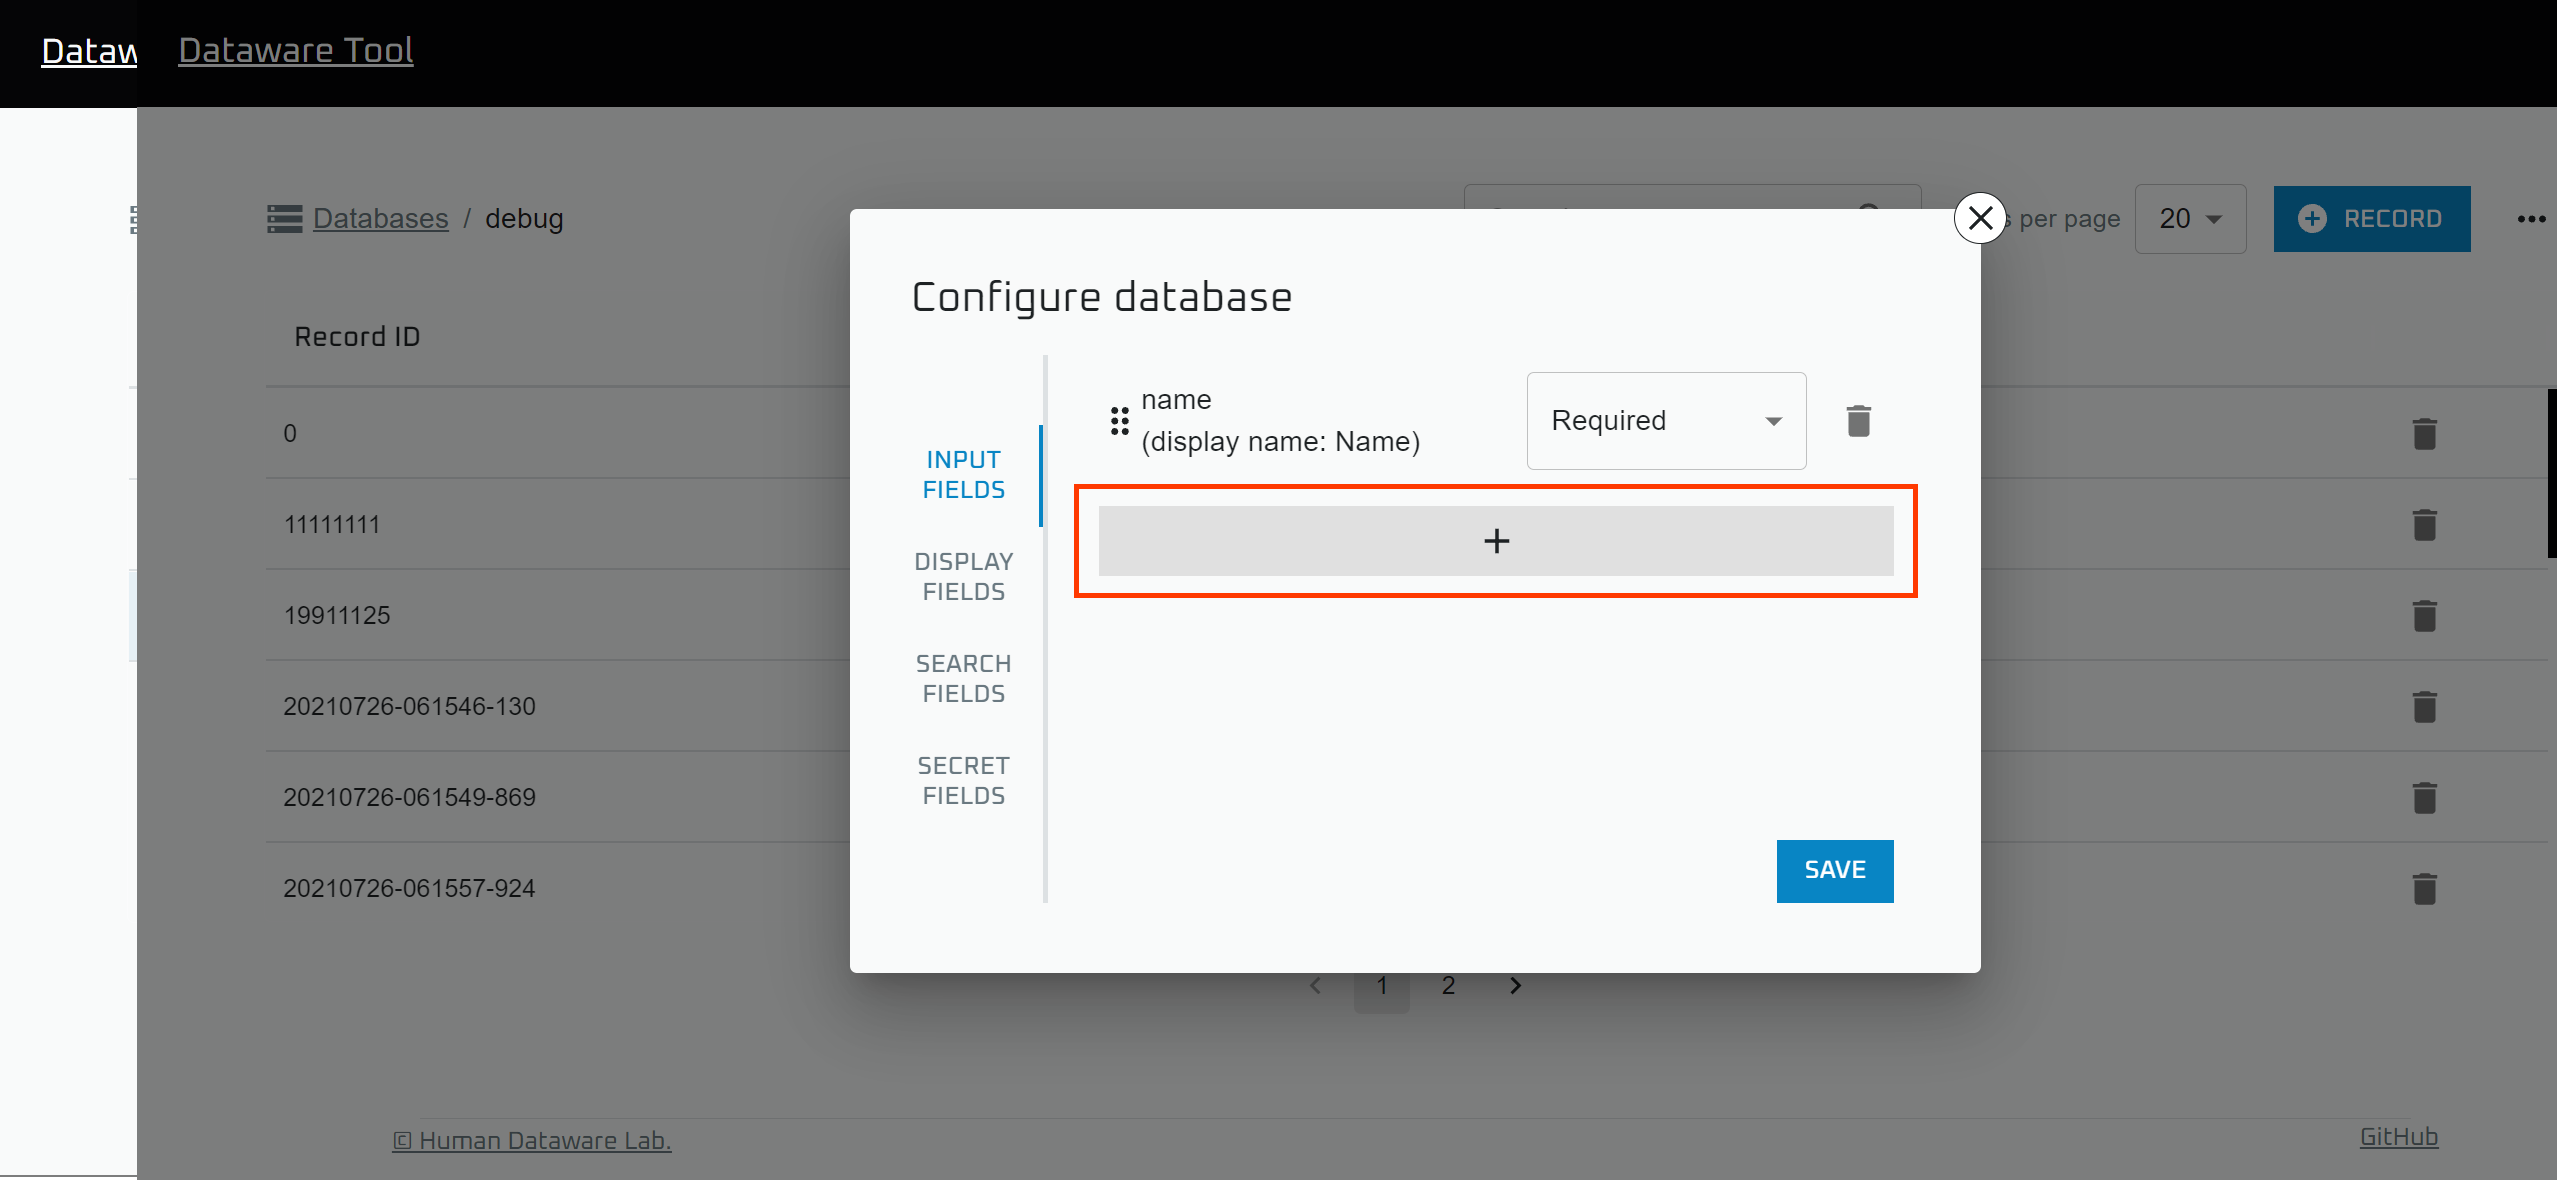 Dataware Tool
Databases / debug
per page
20
RECORD
Configure database
Record ID
name
(display name: Name)
Required
INPUT
FIELDS
DISPLAY
FIELDS
SEARCH
FIELDS
SECRET
FIELDS
SAVE
0
11111111
19911125
20210726-061546-130
20210726-061549-869
20210726-061557-924
1
2
© Human Dataware Lab.
GitHub